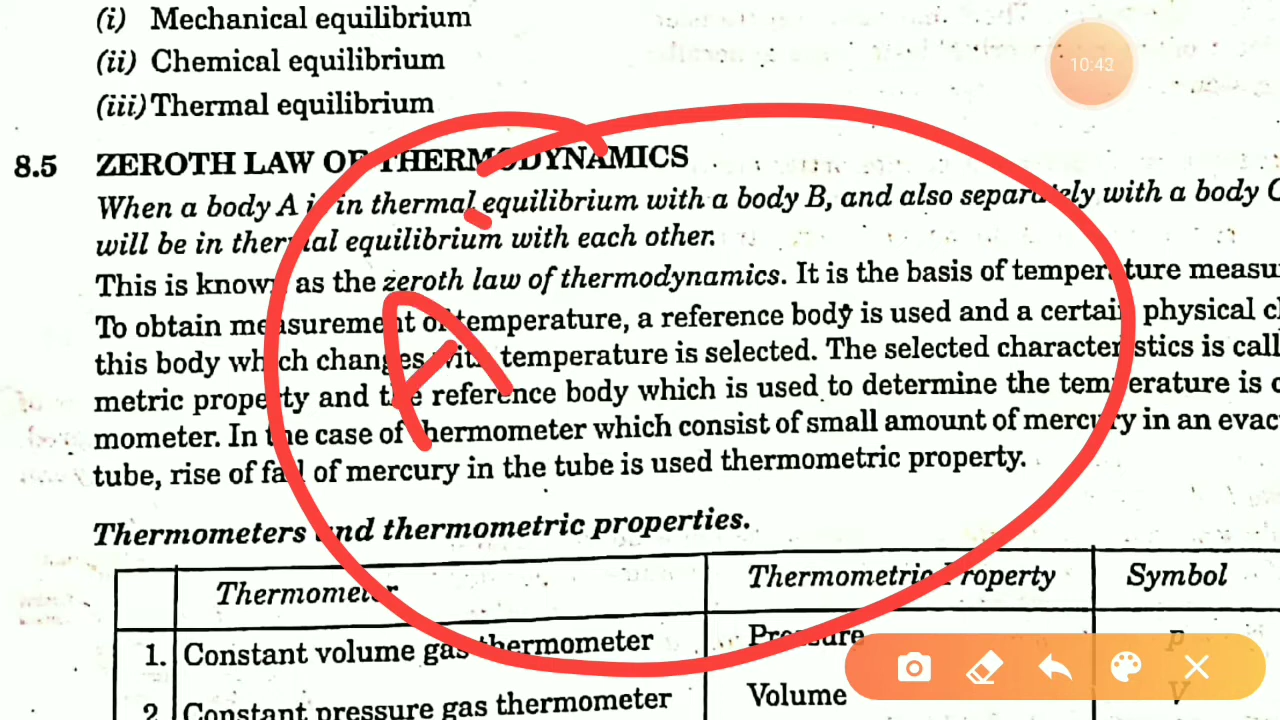 (i) Mechanical equilibrium
(ii) Chemical equilibrium
(iii) Thermal equilibrium
10:43
8.5 ZEROTH LAW OF THERMODYNAMICS
When a body A is in thermal equilibrium with a body B, and also separately with a body C
will be in thermal equilibrium with each other.
This is known as the zeroth law of thermodynamics. It is the basis of temperature measu
To obtain measurement of temperature, a reference body is used and a certain physical cl
this body which changes with temperature is selected. The selected characteristics is call
metric property and the reference body which is used to determine the temperature is c
mometer. In the case of thermometer which consist of small amount of mercury in an evac
tube, rise of fall of mercury in the tube is used thermometric property.
A
Thermometers and thermometric properties.
Thermometer Thermometric Property Symbol
1. Constant volume gas thermometer Pressure p
2. Constant pressure gas thermometer Volume V